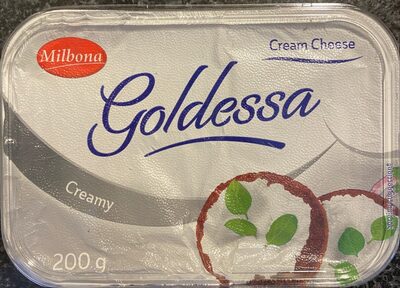 Milbona
Cream Cheese
Goldessa
Creamy
200 g